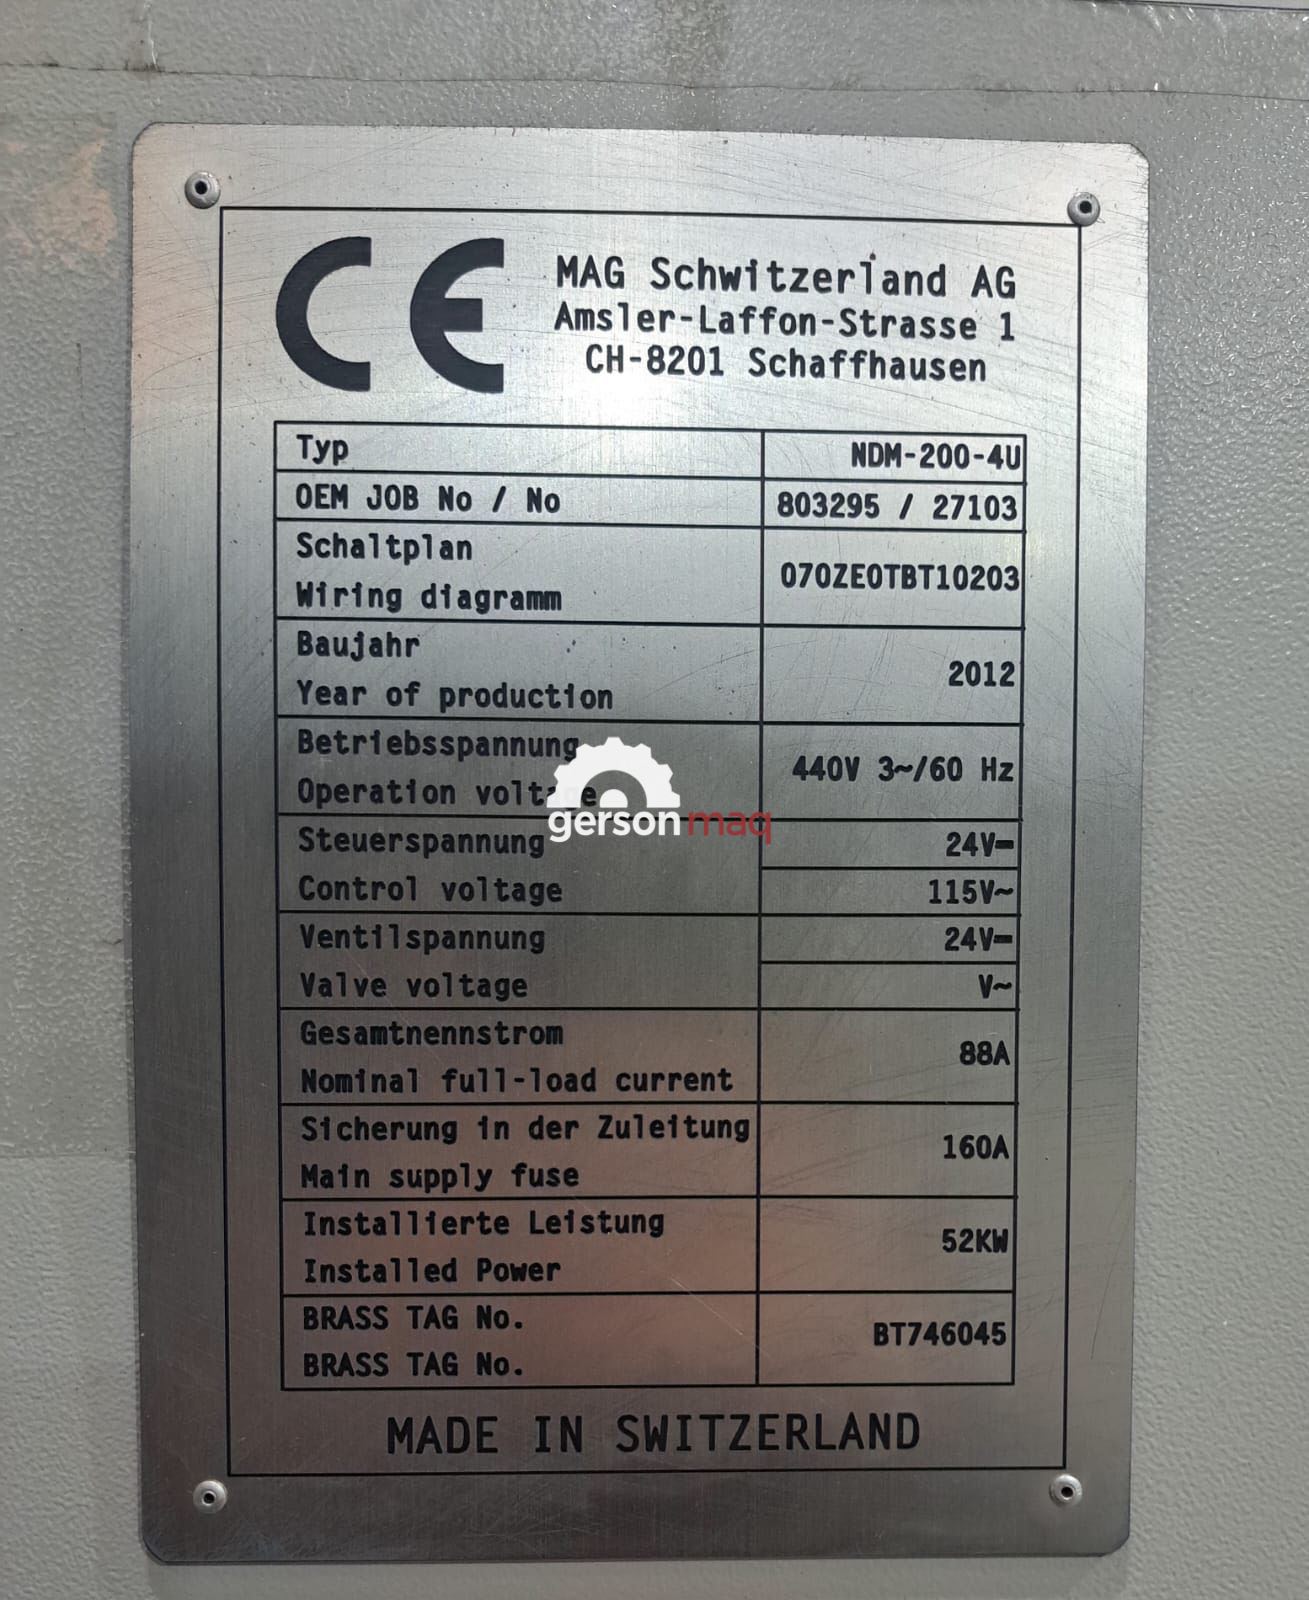 CE
MAG Schwitzerland AG
Amsler-Laffon-Strasse 1
CH-8201 Schaffhausen
Typ NDM-200-4U
OEM JOB No / No 803295 / 27103
Schaltplan
Wiring diagramm 070ZE0TBT10203
Baujahr
Year of production 2012
Betriebsspannung
Operation voltage 440V 3~/60 Hz
gerson maq
Steuerspannung 24V⎓
Control voltage 115V~
Ventilspannung 24V⎓
Valve voltage V~
Gesamtnennstrom
Nominal full-load current 88A
Sicherung in der Zuleitung
Main supply fuse 160A
Installierte Leistung
Installed Power 52KW
BRASS TAG No.
BRASS TAG No. BT746045
MADE IN SWITZERLAND